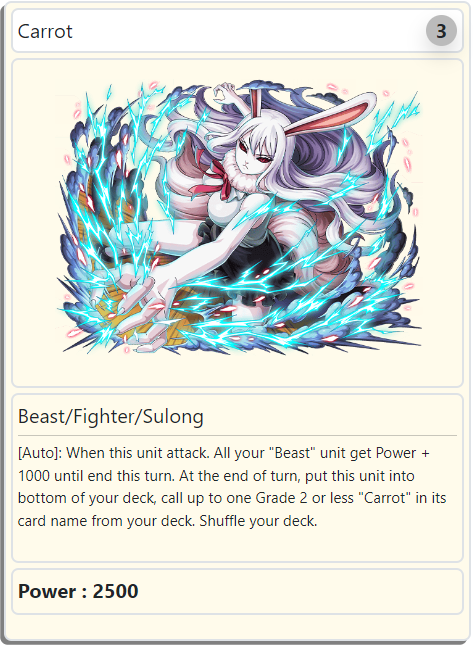 Carrot
3
Beast/Fighter/Sulong
[Auto]: When this unit attack. All your "Beast" unit get Power +
1000 until end this turn. At the end of turn, put this unit into
bottom of your deck, call up to one Grade 2 or less "Carrot" in its
card name from your deck. Shuffle your deck.
Power : 2500